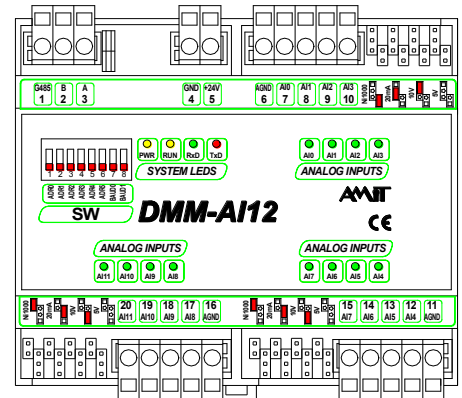 G485 B A GND +24V AGND AI0 AI1 AI2 AI3 Ni1000 20mA 10V 5V
1 2 3 4 5 6 7 8 9 10
1 2 3 4 5 6 7 8
ADR0 ADR1 ADR2 ADR3 ADR4 ADR5 BAUD0 BAUD1
SW
PWR RUN RxD TxD
SYSTEM LEDS
AI0 AI1 AI2 AI3
ANALOG INPUTS
AMiT
CE
DMM-AI12
ANALOG INPUTS
AI11 AI10 AI9 AI8
ANALOG INPUTS
AI7 AI6 AI5 AI4
Ni1000 20mA 10V 5V 20 19 18 17 16 Ni1000 20mA 10V 5V 15 14 13 12 11
AI11 AI10 AI9 AI8 AGND AI7 AI6 AI5 AI4 AGND